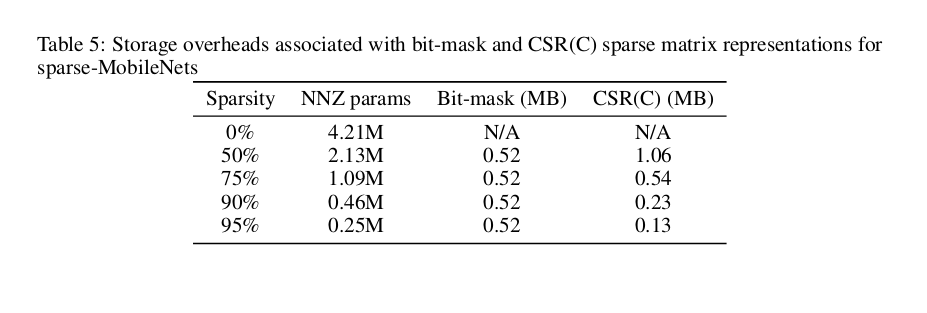 Table 5: Storage overheads associated with bit-mask and CSR(C) sparse matrix representations for
sparse-MobileNets
Sparsity NNZ params Bit-mask (MB) CSR(C) (MB)
0% 4.21M N/A N/A
50% 2.13M 0.52 1.06
75% 1.09M 0.52 0.54
90% 0.46M 0.52 0.23
95% 0.25M 0.52 0.13